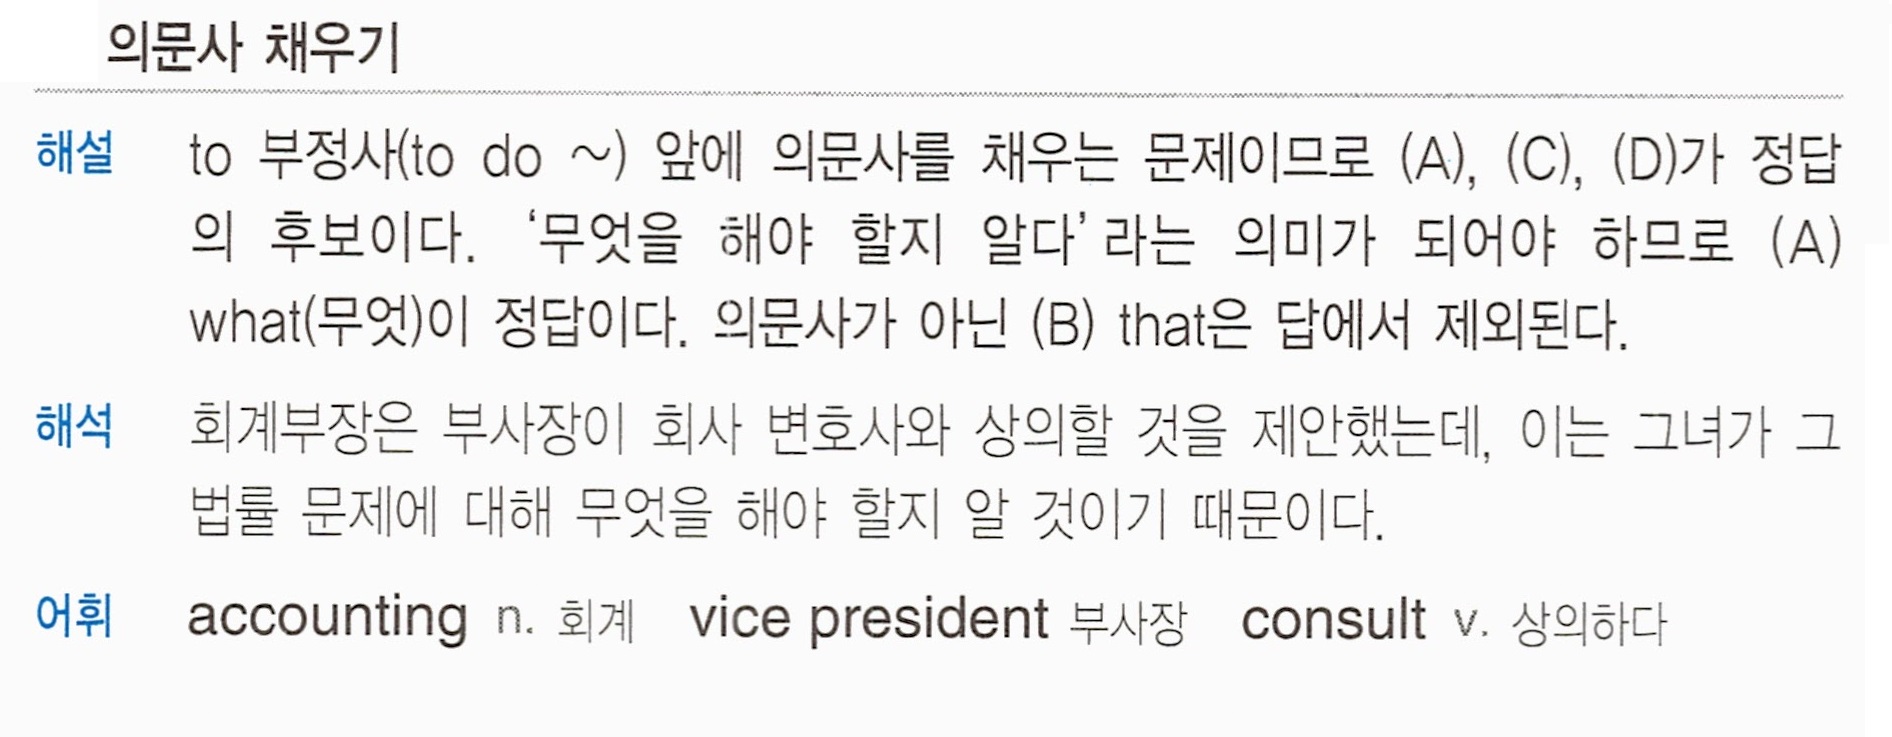 의문사 채우기
해설 to 부정사(to do ~) 앞에 의문사를 채우는 문제이므로 (A), (C), (D)가 정답
의 후보이다. ‘무엇을 해야 할지 알다’라는 의미가 되어야 하므로 (A)
what(무엇)이 정답이다. 의문사가 아닌 (B) that은 답에서 제외된다.
해석 회계부장은 부사장이 회사 변호사와 상의할 것을 제안했는데, 이는 그녀가 그
법률 문제에 대해 무엇을 해야 할지 알 것이기 때문이다.
어휘 accounting n. 회계 vice president 부사장 consult v. 상의하다